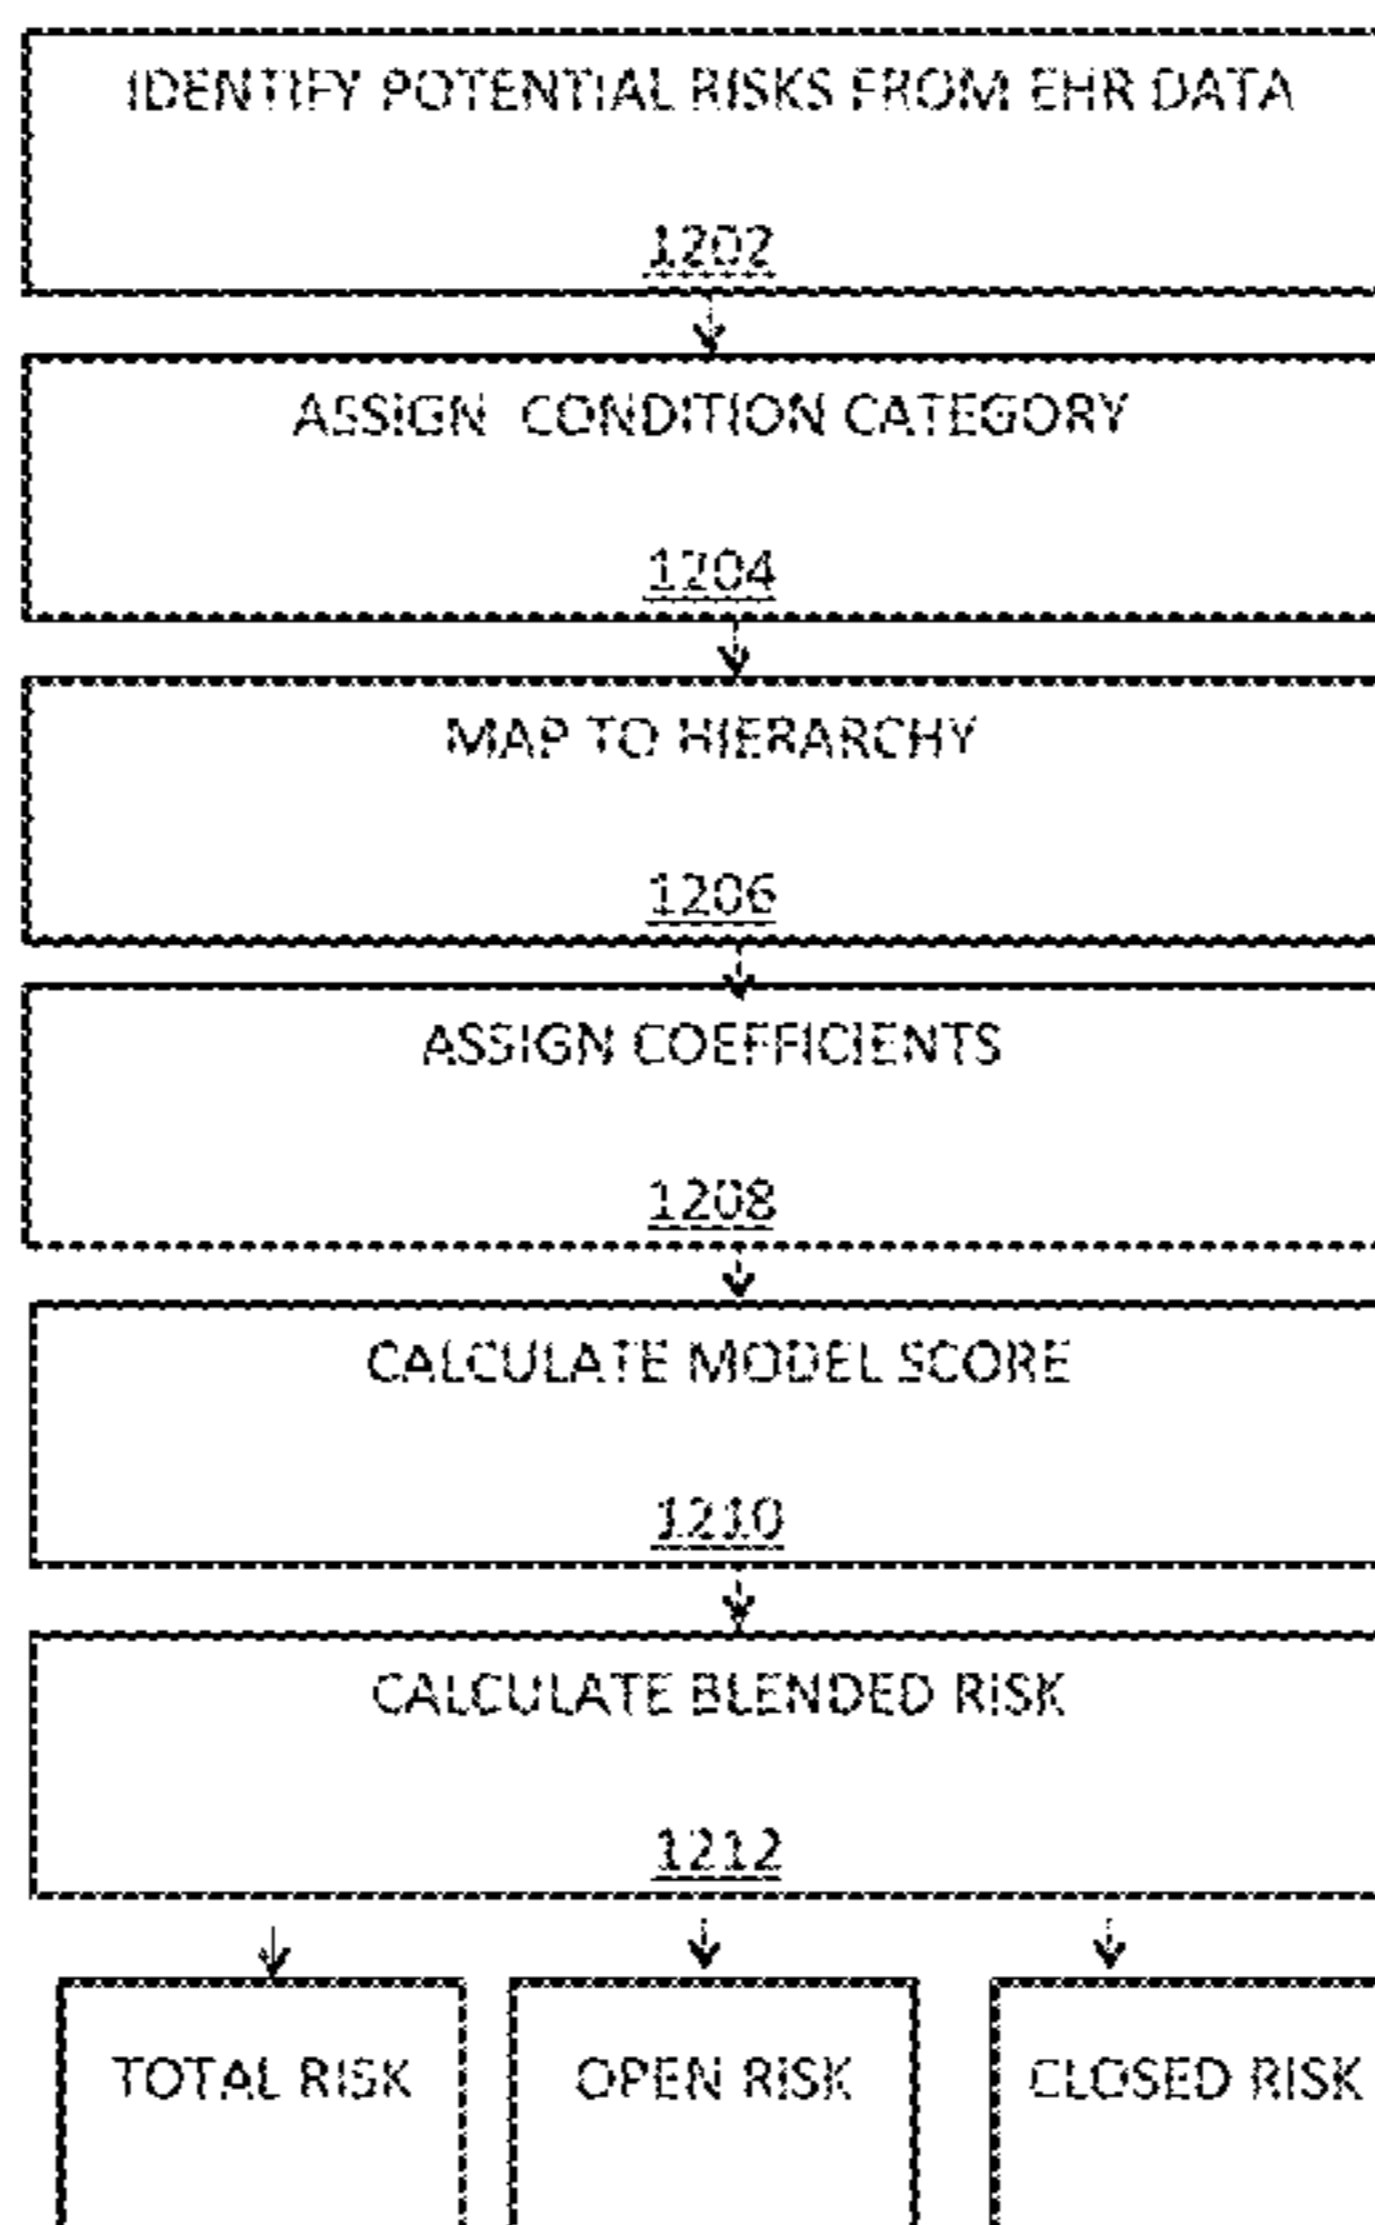 IDENTIFY POTENTIAL RISKS FROM EHR DATA
1202
ASSIGN CONDITION CATEGORY
1204
MAP TO HIERARCHY
1206
ASSIGN COEFFICIENTS
1208
CALCULATE MODEL SCORE
1210
CALCULATE BLENDED RISK
1212
TOTAL RISK
OPEN RISK
CLOSED RISK